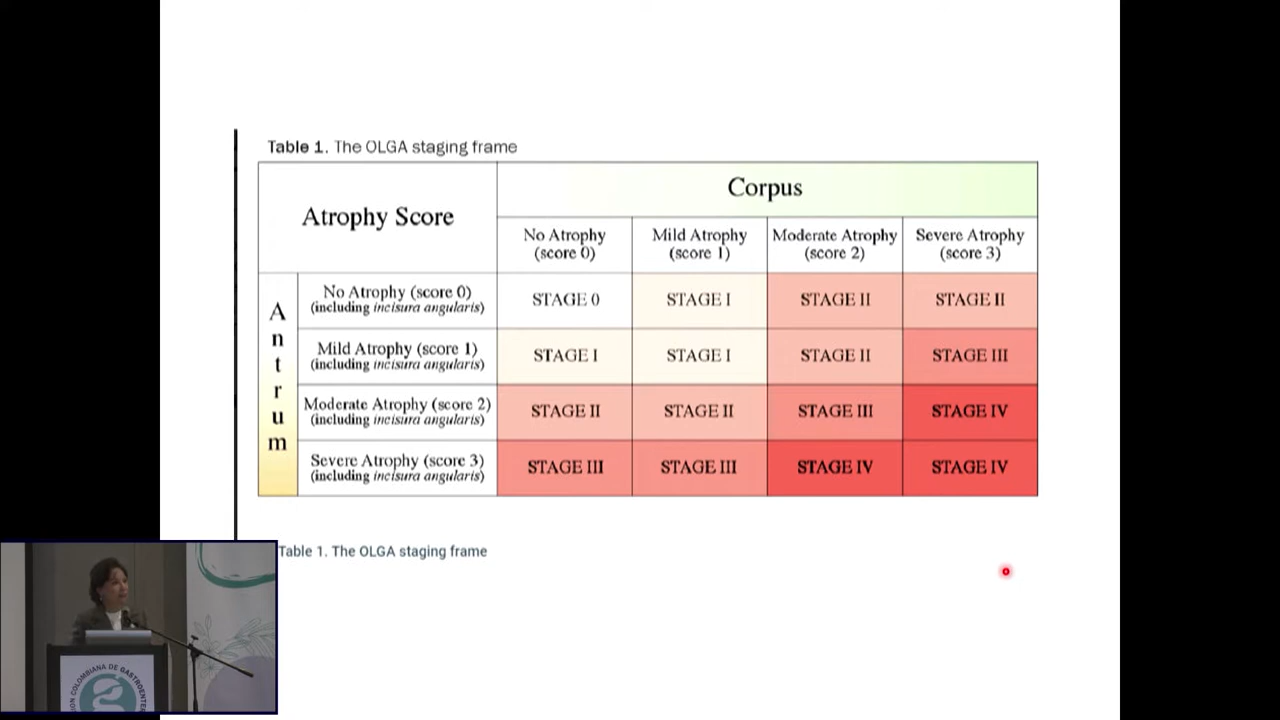 Table 1. The OLGA staging frame
Atrophy Score
Corpus
No Atrophy
(score 0)
Mild Atrophy
(score 1)
Moderate Atrophy
(score 2)
Severe Atrophy
(score 3)
Antrum
No Atrophy (score 0)
(including incisura angularis)
STAGE 0
STAGE I
STAGE II
STAGE II
Mild Atrophy (score 1)
(including incisura angularis)
STAGE I
STAGE I
STAGE II
STAGE III
Moderate Atrophy (score 2)
(including incisura angularis)
STAGE II
STAGE II
STAGE III
STAGE IV
Severe Atrophy (score 3)
(including incisura angularis)
STAGE III
STAGE III
STAGE IV
STAGE IV
Table 1. The OLGA staging frame
COLOMBIANA DE